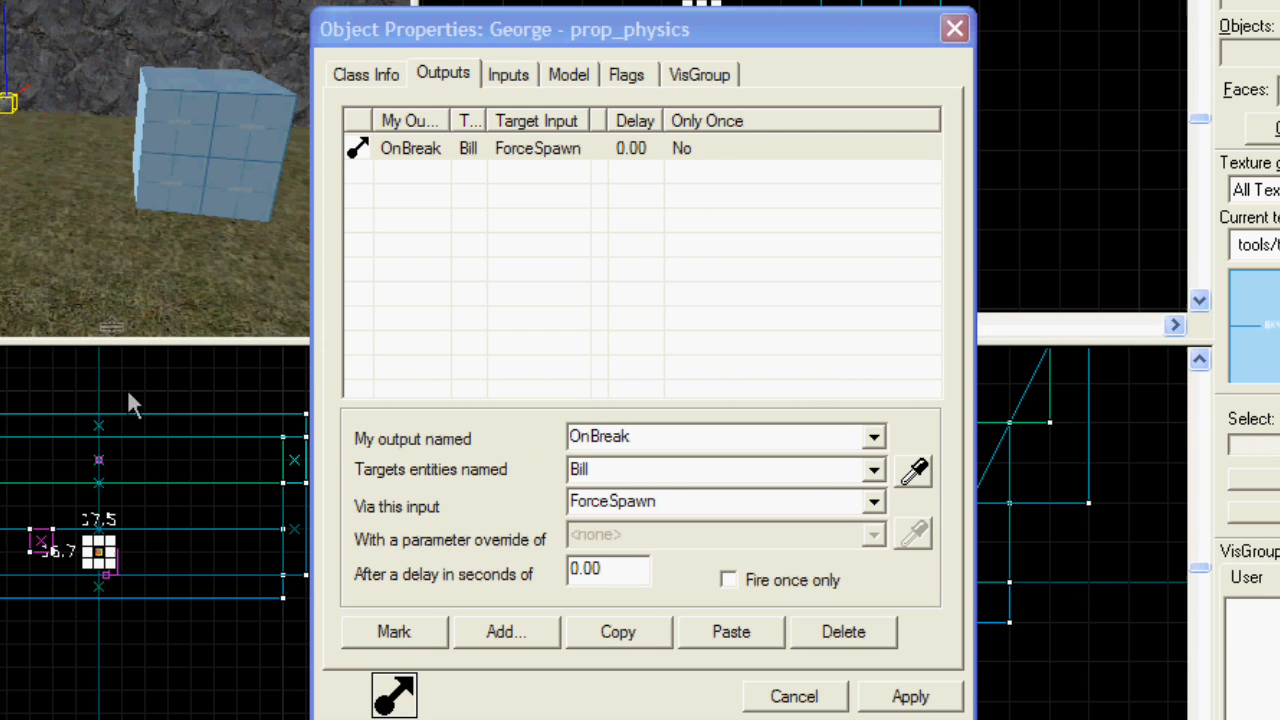 Object Properties: George - prop_physics
Class Info Outputs Inputs Model Flags VisGroup
My Ou... T... Target Input Delay Only Once
OnBreak Bill ForceSpawn 0.00 No
My output named OnBreak
Targets entities named Bill
Via this input ForceSpawn
With a parameter override of <none>
After a delay in seconds of 0.00 Fire once only
Mark Add... Copy Paste Delete
Cancel Apply
Objects:
Faces:
Texture g
All Tex
Current te
tools/t
Select:
VisGroup
User